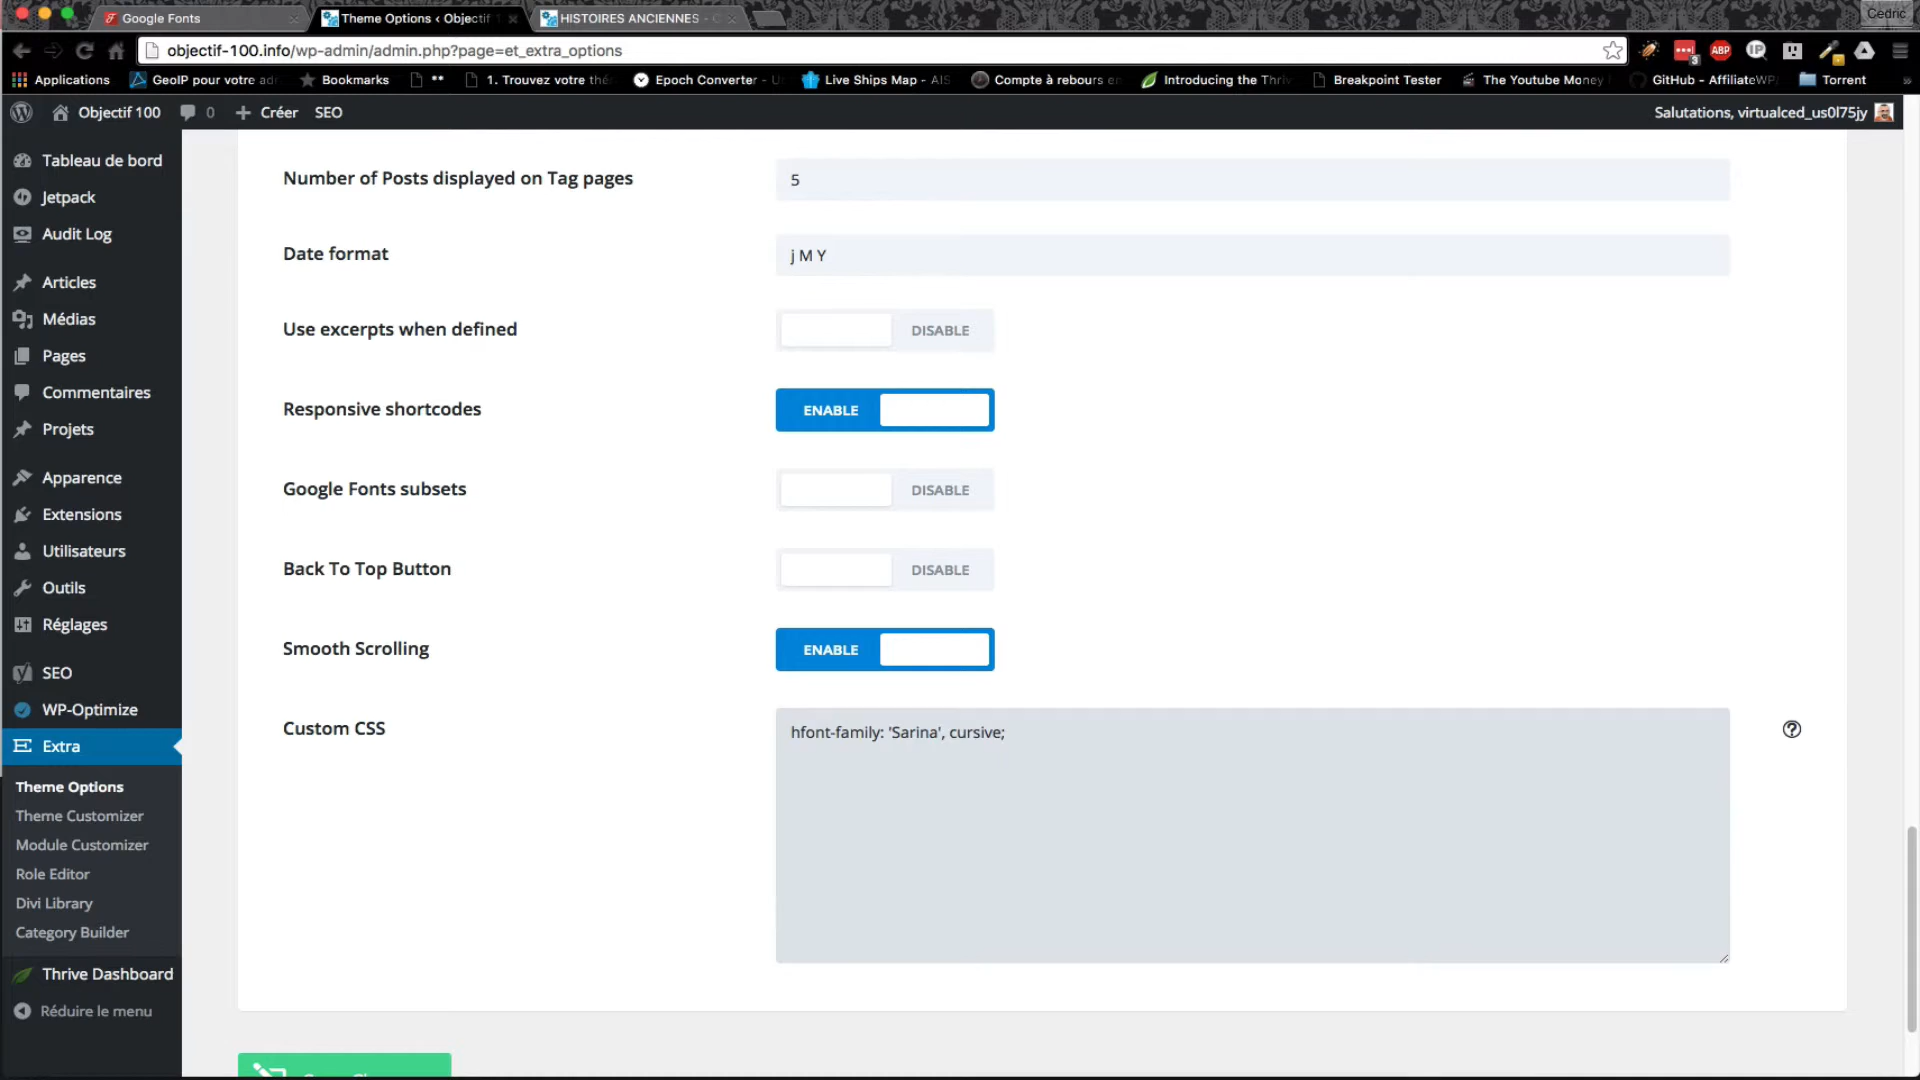 Google Fonts
Theme Options ‹ Objectif 1
HISTOIRES ANCIENNES -
Cedric
objectif-100.info/wp-admin/admin.php?page=et_extra_options
Applications
GeoIP pour votre
Bookmarks
**
1. Trouvez votre
Epoch Converter -
Live Ships Map - AIS
Compte à rebours
Introducing the
Breakpoint Tester
The Youtube Money
GitHub -
Torrent
»
Objectif 100
0
Créer
SEO
Salutations, virtualced_us0l75jy
Tableau de bord
Jetpack
Audit Log
Articles
Médias
Pages
Commentaires
Projets
Apparence
Extensions
Utilisateurs
Outils
Réglages
SEO
WP-Optimize
Extra
Theme Options
Theme Customizer
Module Customizer
Role Editor
Divi Library
Category Builder
Thrive Dashboard
Réduire le menu
Number of Posts displayed on Tag pages
5
Date format
j M Y
Use excerpts when defined
DISABLE
Responsive shortcodes
ENABLE
Google Fonts subsets
DISABLE
Back To Top Button
DISABLE
Smooth Scrolling
ENABLE
Custom CSS
hfont-family: 'Sarina', cursive;